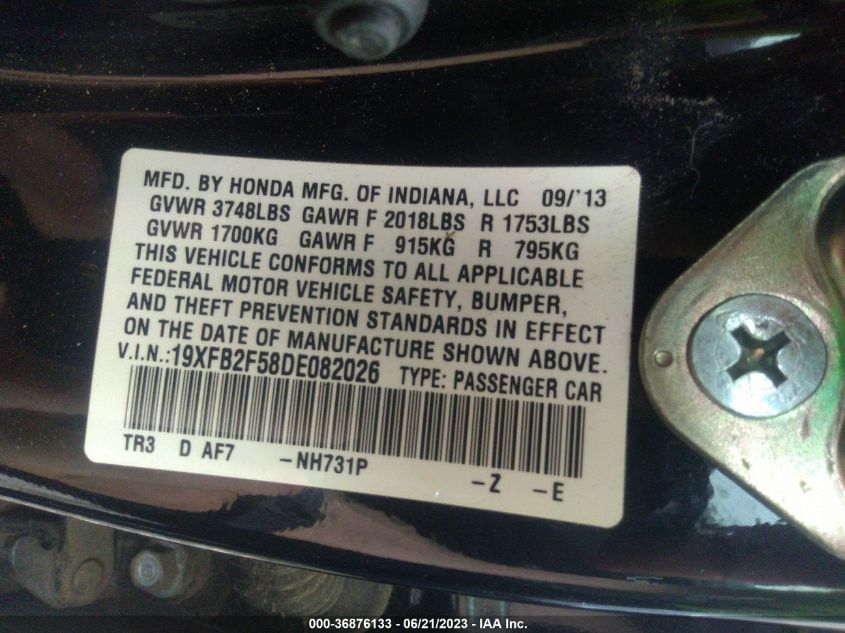 MFD. BY HONDA MFG. OF INDIANA, LLC 09/'13
GVWR 3748LBS GAWR F 2018LBS R 1753LBS
GVWR 1700KG GAWR F 915KG R 795KG
THIS VEHICLE CONFORMS TO ALL APPLICABLE
FEDERAL MOTOR VEHICLE SAFETY, BUMPER,
AND THEFT PREVENTION STANDARDS IN EFFECT
ON THE DATE OF MANUFACTURE SHOWN ABOVE.
V.I.N.:19XFB2F58DE082026 TYPE: PASSENGER CAR
TR3 D AF7 -NH731P -Z -E
000-36876133 - 06/21/2023 - IAA Inc.